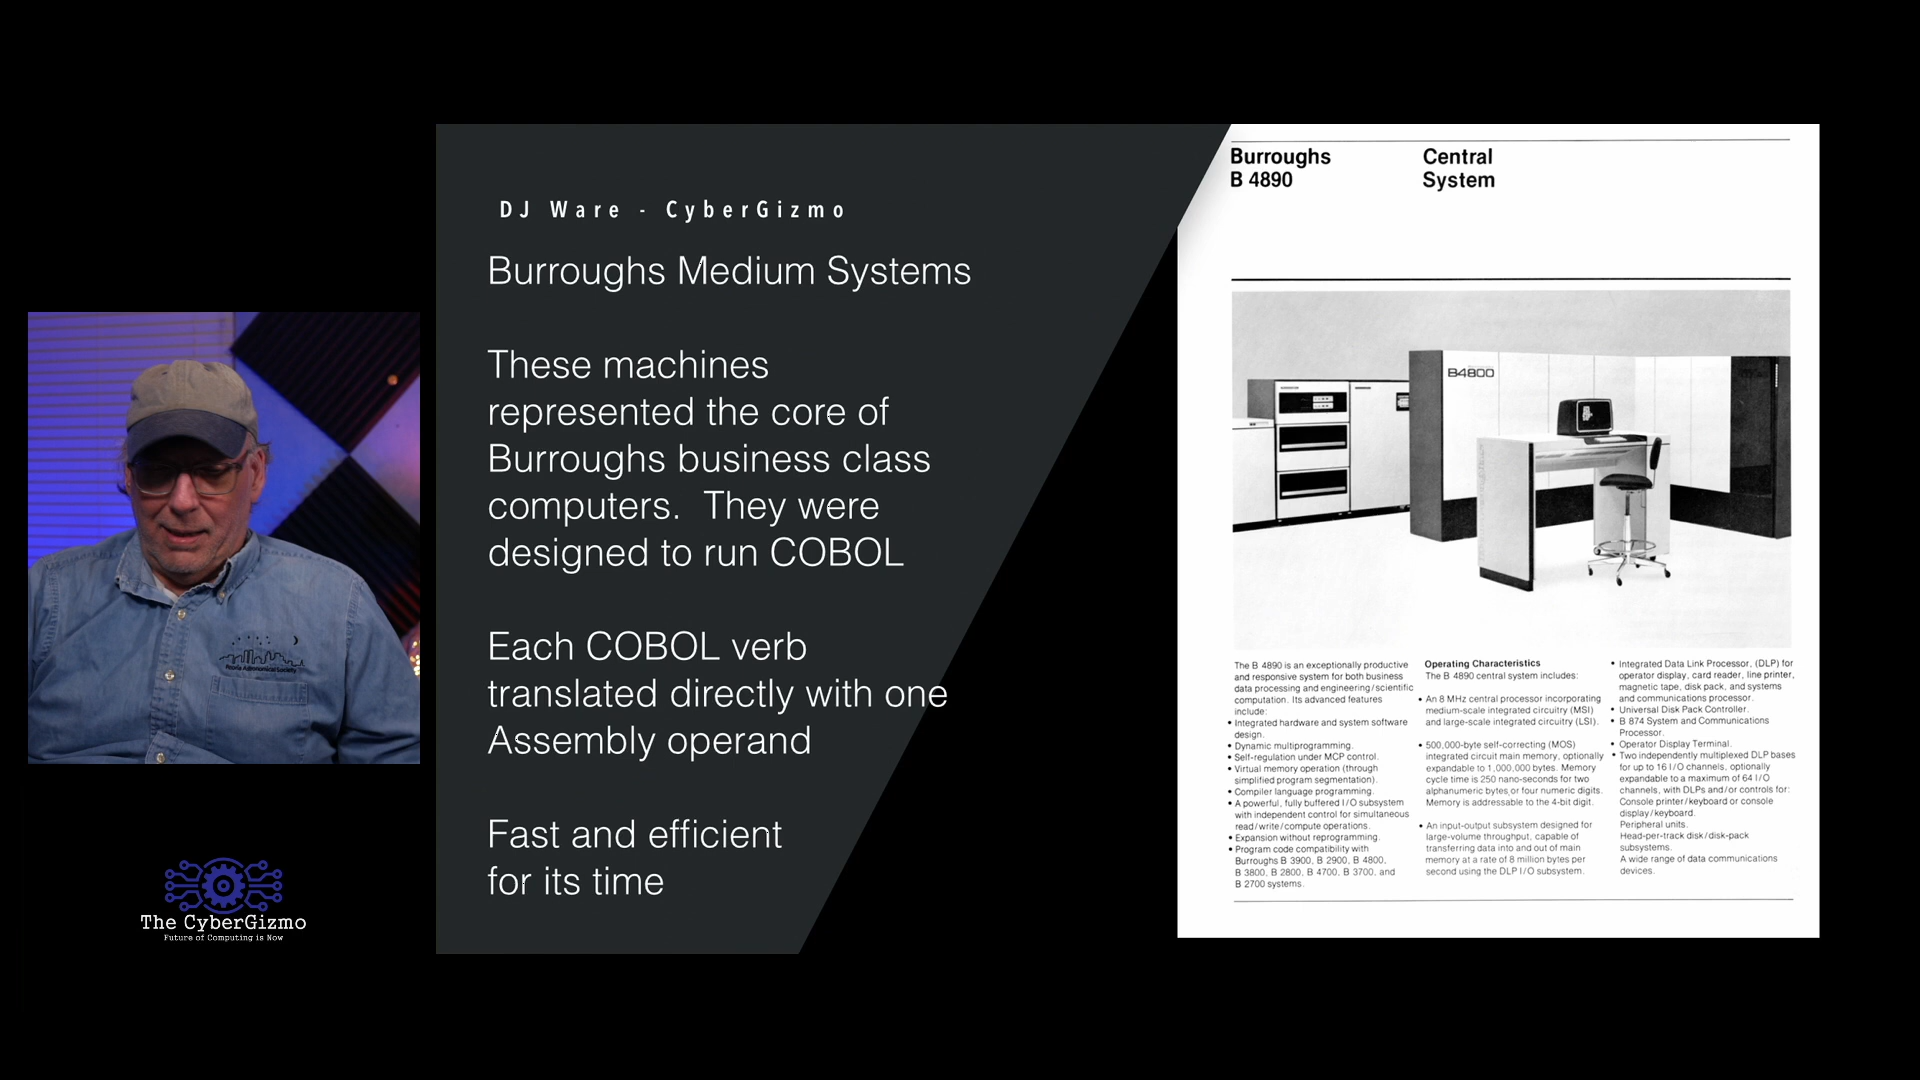 DJ Ware - CyberGizmo
Burroughs Medium Systems
These machines
represented the core of
Burroughs business class
computers.  They were
designed to run COBOL
Each COBOL verb
translated directly with one
Assembly operand
Fast and efficient
for its time
Burroughs
B 4890
Central
System
B4800
The B 4890 is an exceptionally productive
and responsive system for both business
data processing and engineering/scientific
computation. Its advanced features
include:
• Integrated hardware and system software
design.
• Dynamic multiprogramming.
• Self-regulation under MCP control.
• Virtual memory operation (through
simplified program segmentation).
• Compiler language programming.
• A powerful, fully buffered I/O subsystem
with independent control for simultaneous
read/write/compute operations.
• Expansion without reprogramming.
• Program code compatibility with
Burroughs B 3900, B 2900, B 4800,
B 3800, B 2800, B 4700, B 3700, and
B 2700 systems.
Operating Characteristics
The B 4890 central system includes:
• An 8 MHz central processor incorporating
medium-scale integrated circuitry (MSI)
and large-scale integrated circuitry (LSI).
• 500,000-byte self-correcting (MOS)
integrated circuit main memory, optionally
expandable to 1,000,000 bytes. Memory
cycle time is 250 nano-seconds for two
alphanumeric bytes or four numeric digits.
Memory is addressable to the 4-bit digit.
• An input-output subsystem designed for
large-volume throughput, capable of
transferring data into and out of main
memory at a rate of 8 million bytes per
second using the DLP I/O subsystem.
• Integrated Data Link Processor, (DLP) for
operator display, card reader, line printer,
magnetic tape, disk pack, and systems
and communications processor.
• Universal Disk Pack Controller.
• B 874 System and Communications
Processor.
• Operator Display Terminal.
• Two independently multiplexed DLP bases
for up to 16 I/O channels, optionally
expandable to a maximum of 64 I/O
channels, with DLPs and/or controls for:
Console printer/keyboard or console
display/keyboard.
Peripheral units.
Head-per-track disk/disk-pack
subsystems.
A wide range of data communications
devices.
Peoria Astronomical Society
The CyberGizmo
Future of Computing is Now